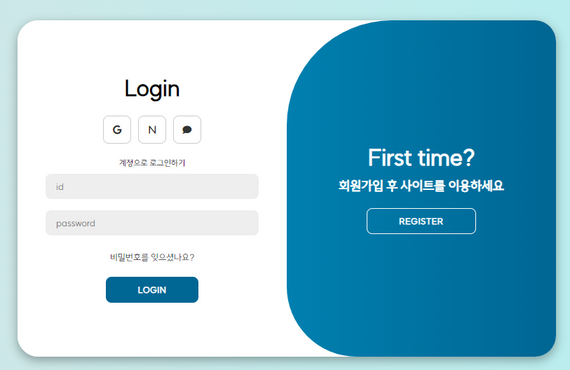 Login
G N
계정으로 로그인하기
id
password
비밀번호를 잊으셨나요?
LOGIN
First time?
회원가입 후 사이트를 이용하세요
REGISTER